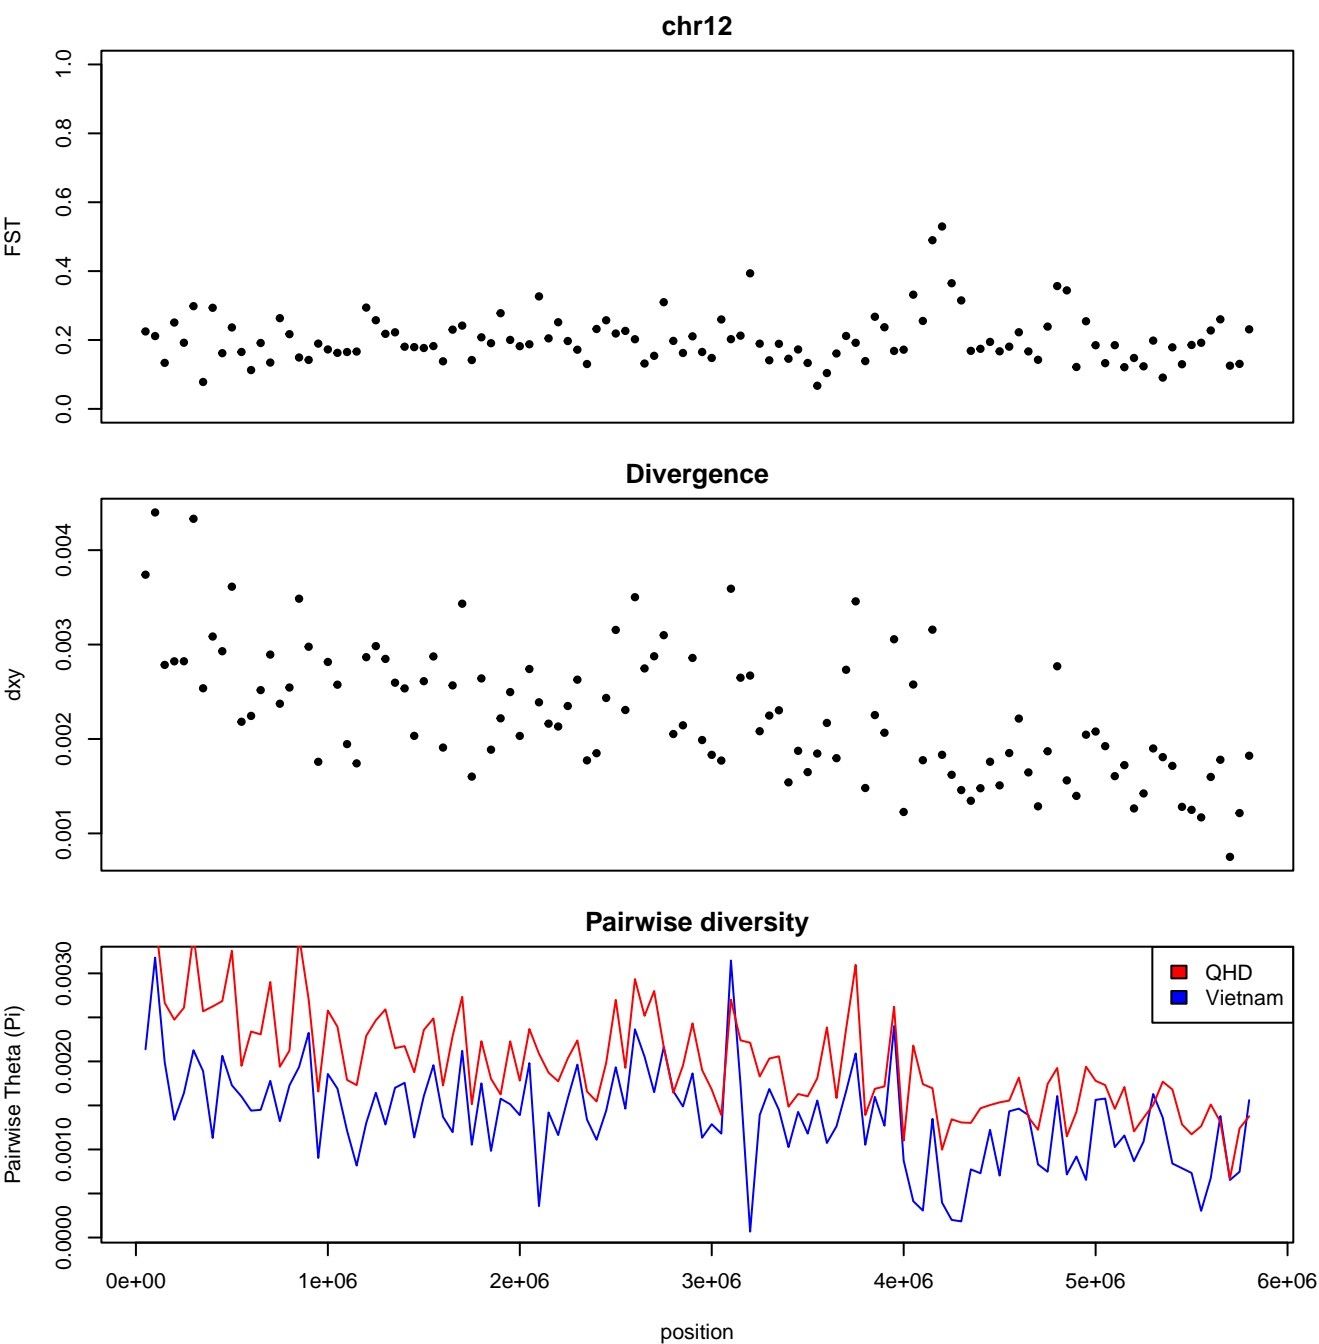 chr12
FST
1.0
0.8
0.6
0.4
0.2
0.0
Divergence
dxy
0.004
0.003
0.002
0.001
Pairwise diversity
Pairwise Theta (Pi)
0.0030
0.0020
0.0010
0.0000
QHD
Vietnam
0e+00 1e+06 2e+06 3e+06 4e+06 5e+06 6e+06
position